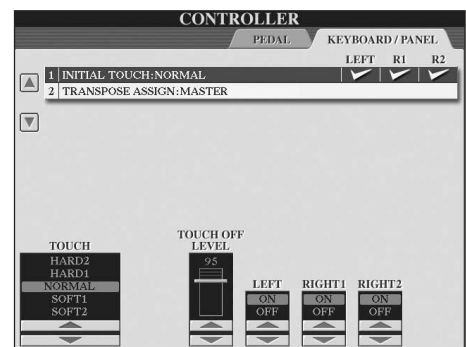 CONTROLLER
PEDAL KEYBOARD / PANEL
LEFT R1 R2
1 INITIAL TOUCH:NORMAL
2 TRANSPOSE ASSIGN:MASTER
TOUCH
HARD2
HARD1
NORMAL
SOFT1
SOFT2
TOUCH OFF
LEVEL
95
LEFT
ON
OFF
RIGHT1
ON
OFF
RIGHT2
ON
OFF